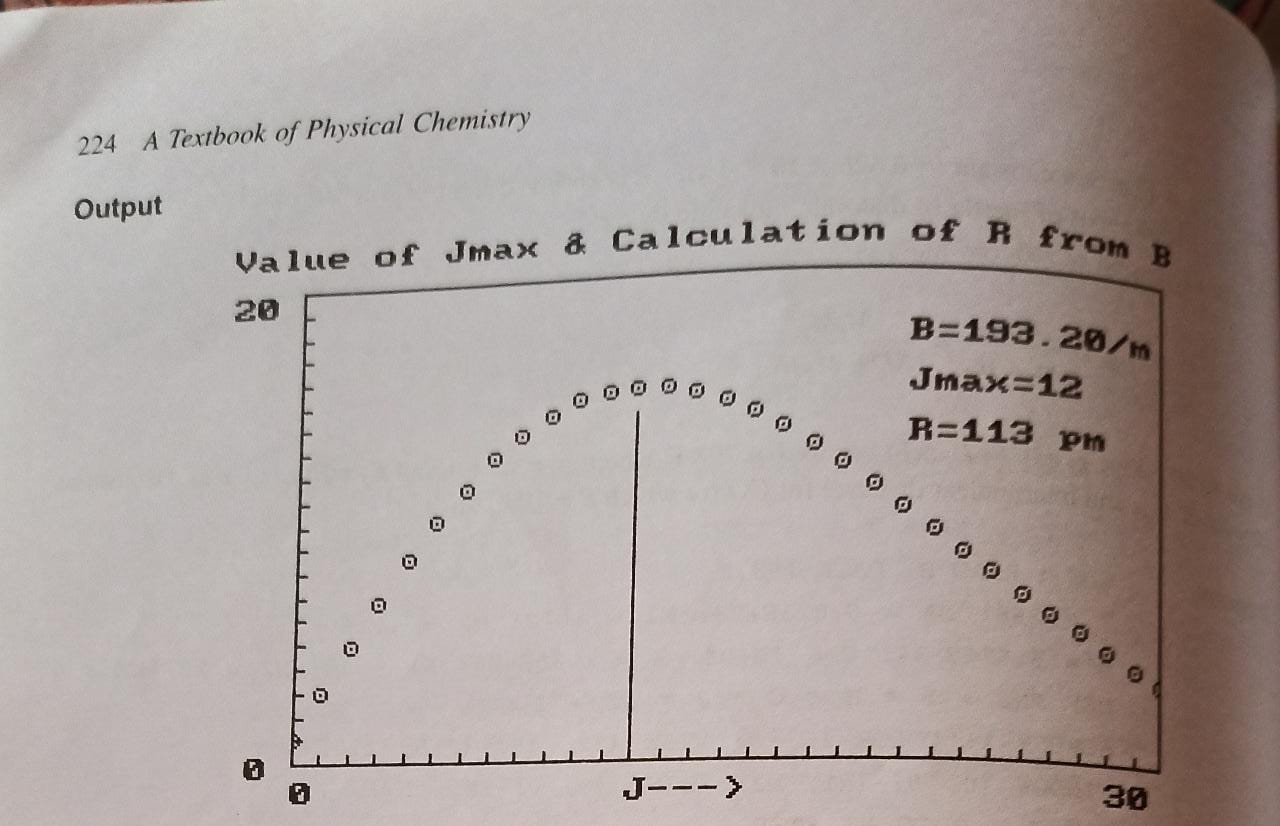 224 A Textbook of Physical Chemistry
Output
Value of Jmax & Calculation of R from B
20
B=193.20/m
Jmax=12
R=113 pm
0
0
J--->
30